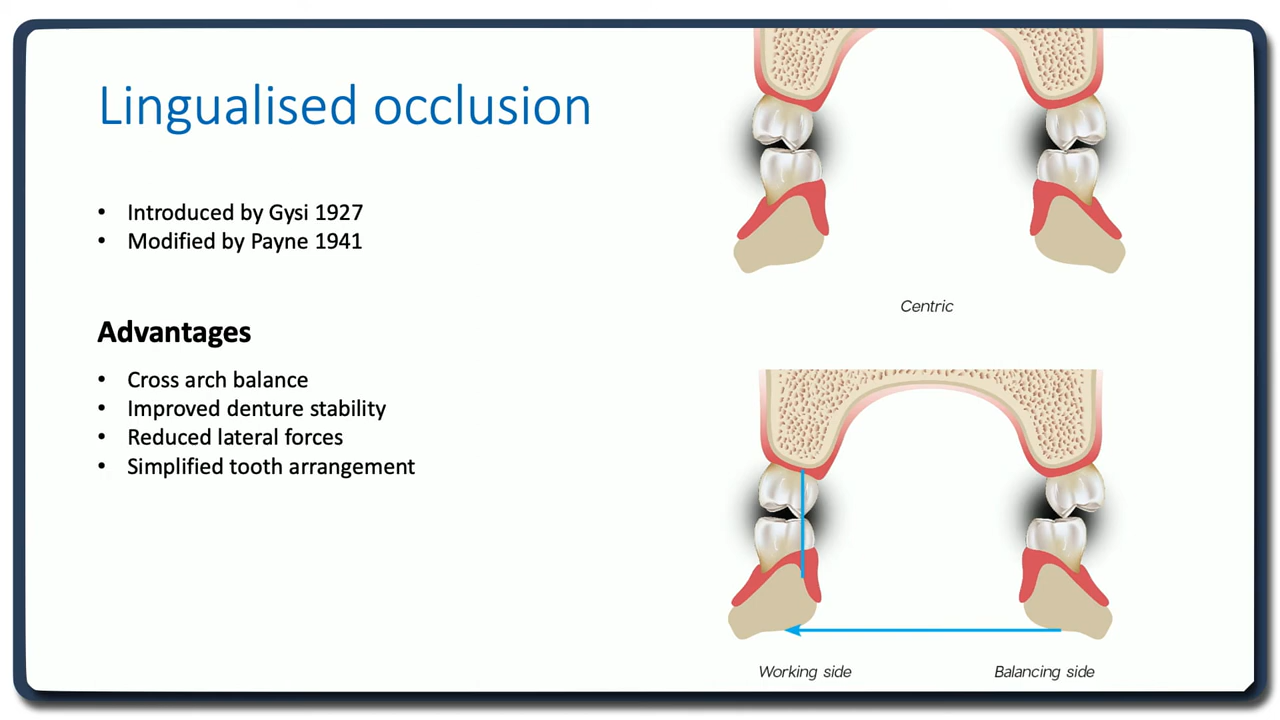 Lingualised occlusion
• Introduced by Gysi 1927
• Modified by Payne 1941
Advantages
• Cross arch balance
• Improved denture stability
• Reduced lateral forces
• Simplified tooth arrangement
Centric
Working side
Balancing side